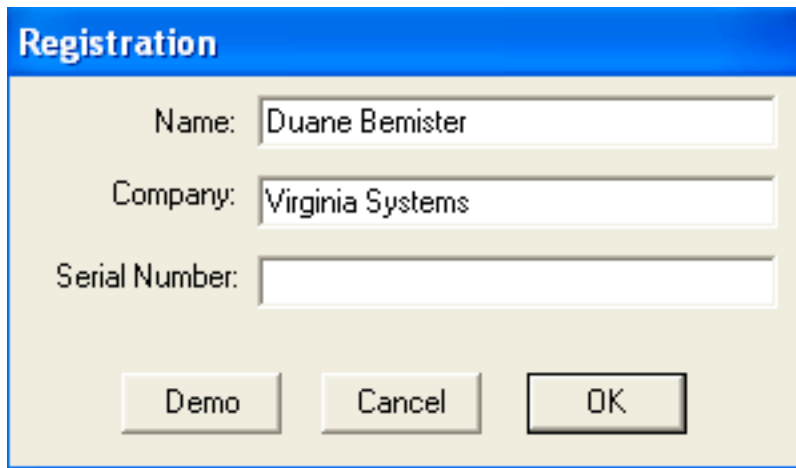 Registration
Name: Duane Bemister
Company: Virginia Systems
Serial Number:
Demo Cancel OK